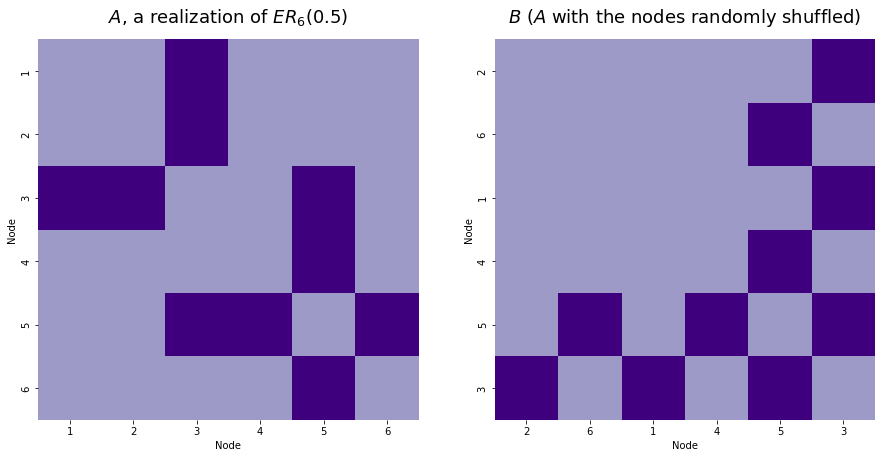 A, a realization of ER₆(0.5)
1
2
3
4
5
6
Node
1 2 3 4 5 6
Node
B (A with the nodes randomly shuffled)
2
6
1
4
5
3
Node
2 6 1 4 5 3
Node